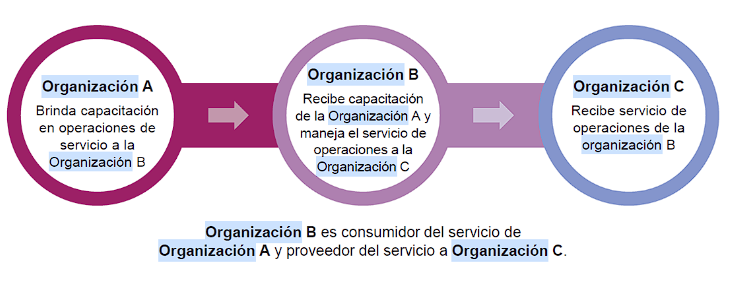 Organización A
Brinda capacitación
en operaciones de
servicio a la
Organización B
Organización B
Recibe capacitación
de la Organización A y
maneja el servicio de
operaciones a la
Organización C
Organización C
Recibe servicio de
operaciones de la
organización B
Organización B es consumidor del servicio de
Organización A y proveedor del servicio a Organización C.